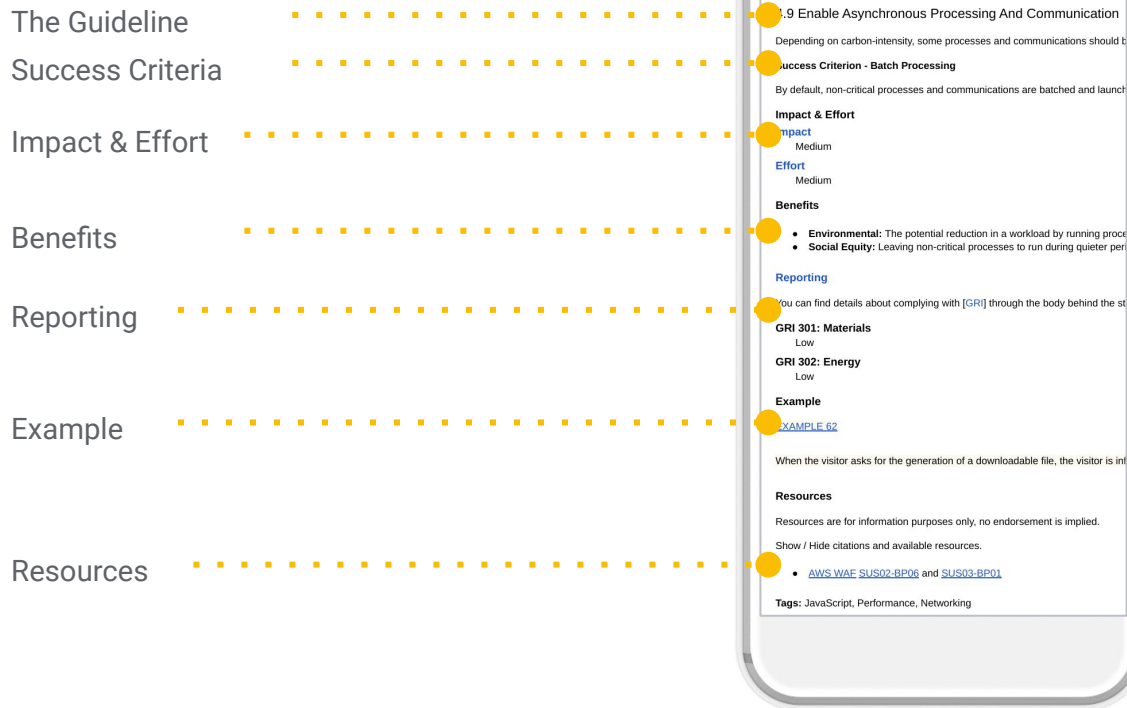 The Guideline
Success Criteria
Impact & Effort
Benefits
Reporting
Example
Resources
.9 Enable Asynchronous Processing And Communication
Depending on carbon-intensity, some processes and communications should
Success Criterion - Batch Processing
By default, non-critical processes and communications are batched and launch
Impact & Effort
Impact
Medium
Effort
Medium
Benefits
• Environmental: The potential reduction in a workload by running proce
• Social Equity: Leaving non-critical processes to run during quieter peri
Reporting
You can find details about complying with [GRI] through the body behind the st
GRI 301: Materials
Low
GRI 302: Energy
Low
Example
EXAMPLE 62
When the visitor asks for the generation of a downloadable file, the visitor is inf
Resources
Resources are for information purposes only, no endorsement is implied.
Show / Hide citations and available resources.
• AWS WAF SUS02-BP06 and SUS03-BP01
Tags: JavaScript, Performance, Networking